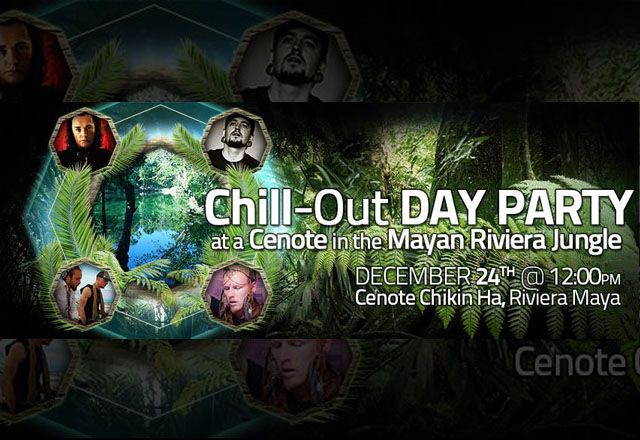 Chill-Out DAY PARTY
at a Cenote in the Mayan Riviera Jungle
DECEMBER 24TH @ 12:00PM
Cenote Chikin Ha, Riviera Maya
Cenote C